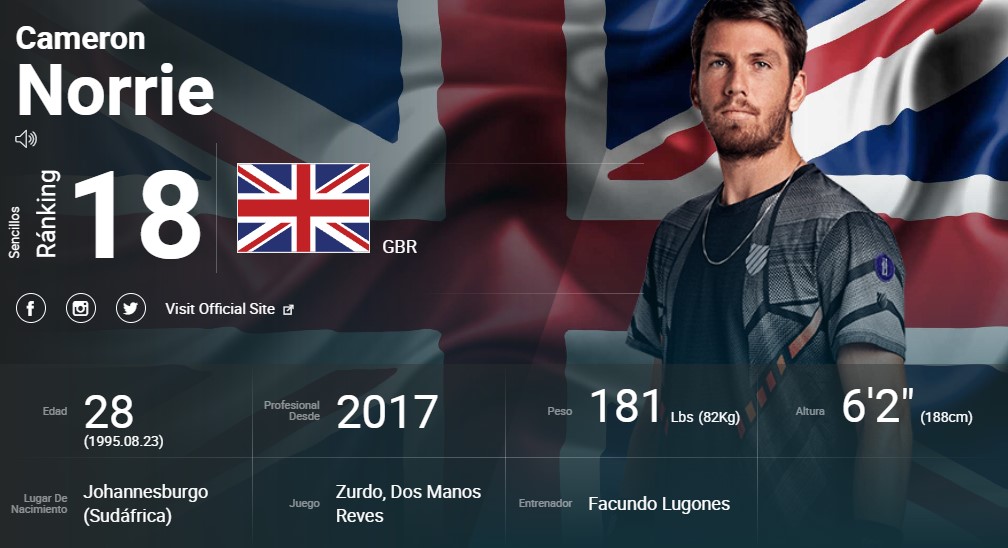 Cameron
Norrie
Sencillos
Ránking
18
GBR
Visit Official Site
Edad
28
(1995.08.23)
Profesional
Desde
2017
Peso
181 Lbs (82Kg)
Altura
6'2" (188cm)
Lugar De
Nacimiento
Johannesburgo
(Sudáfrica)
Juego
Zurdo, Dos Manos
Reves
Entrenador
Facundo Lugones